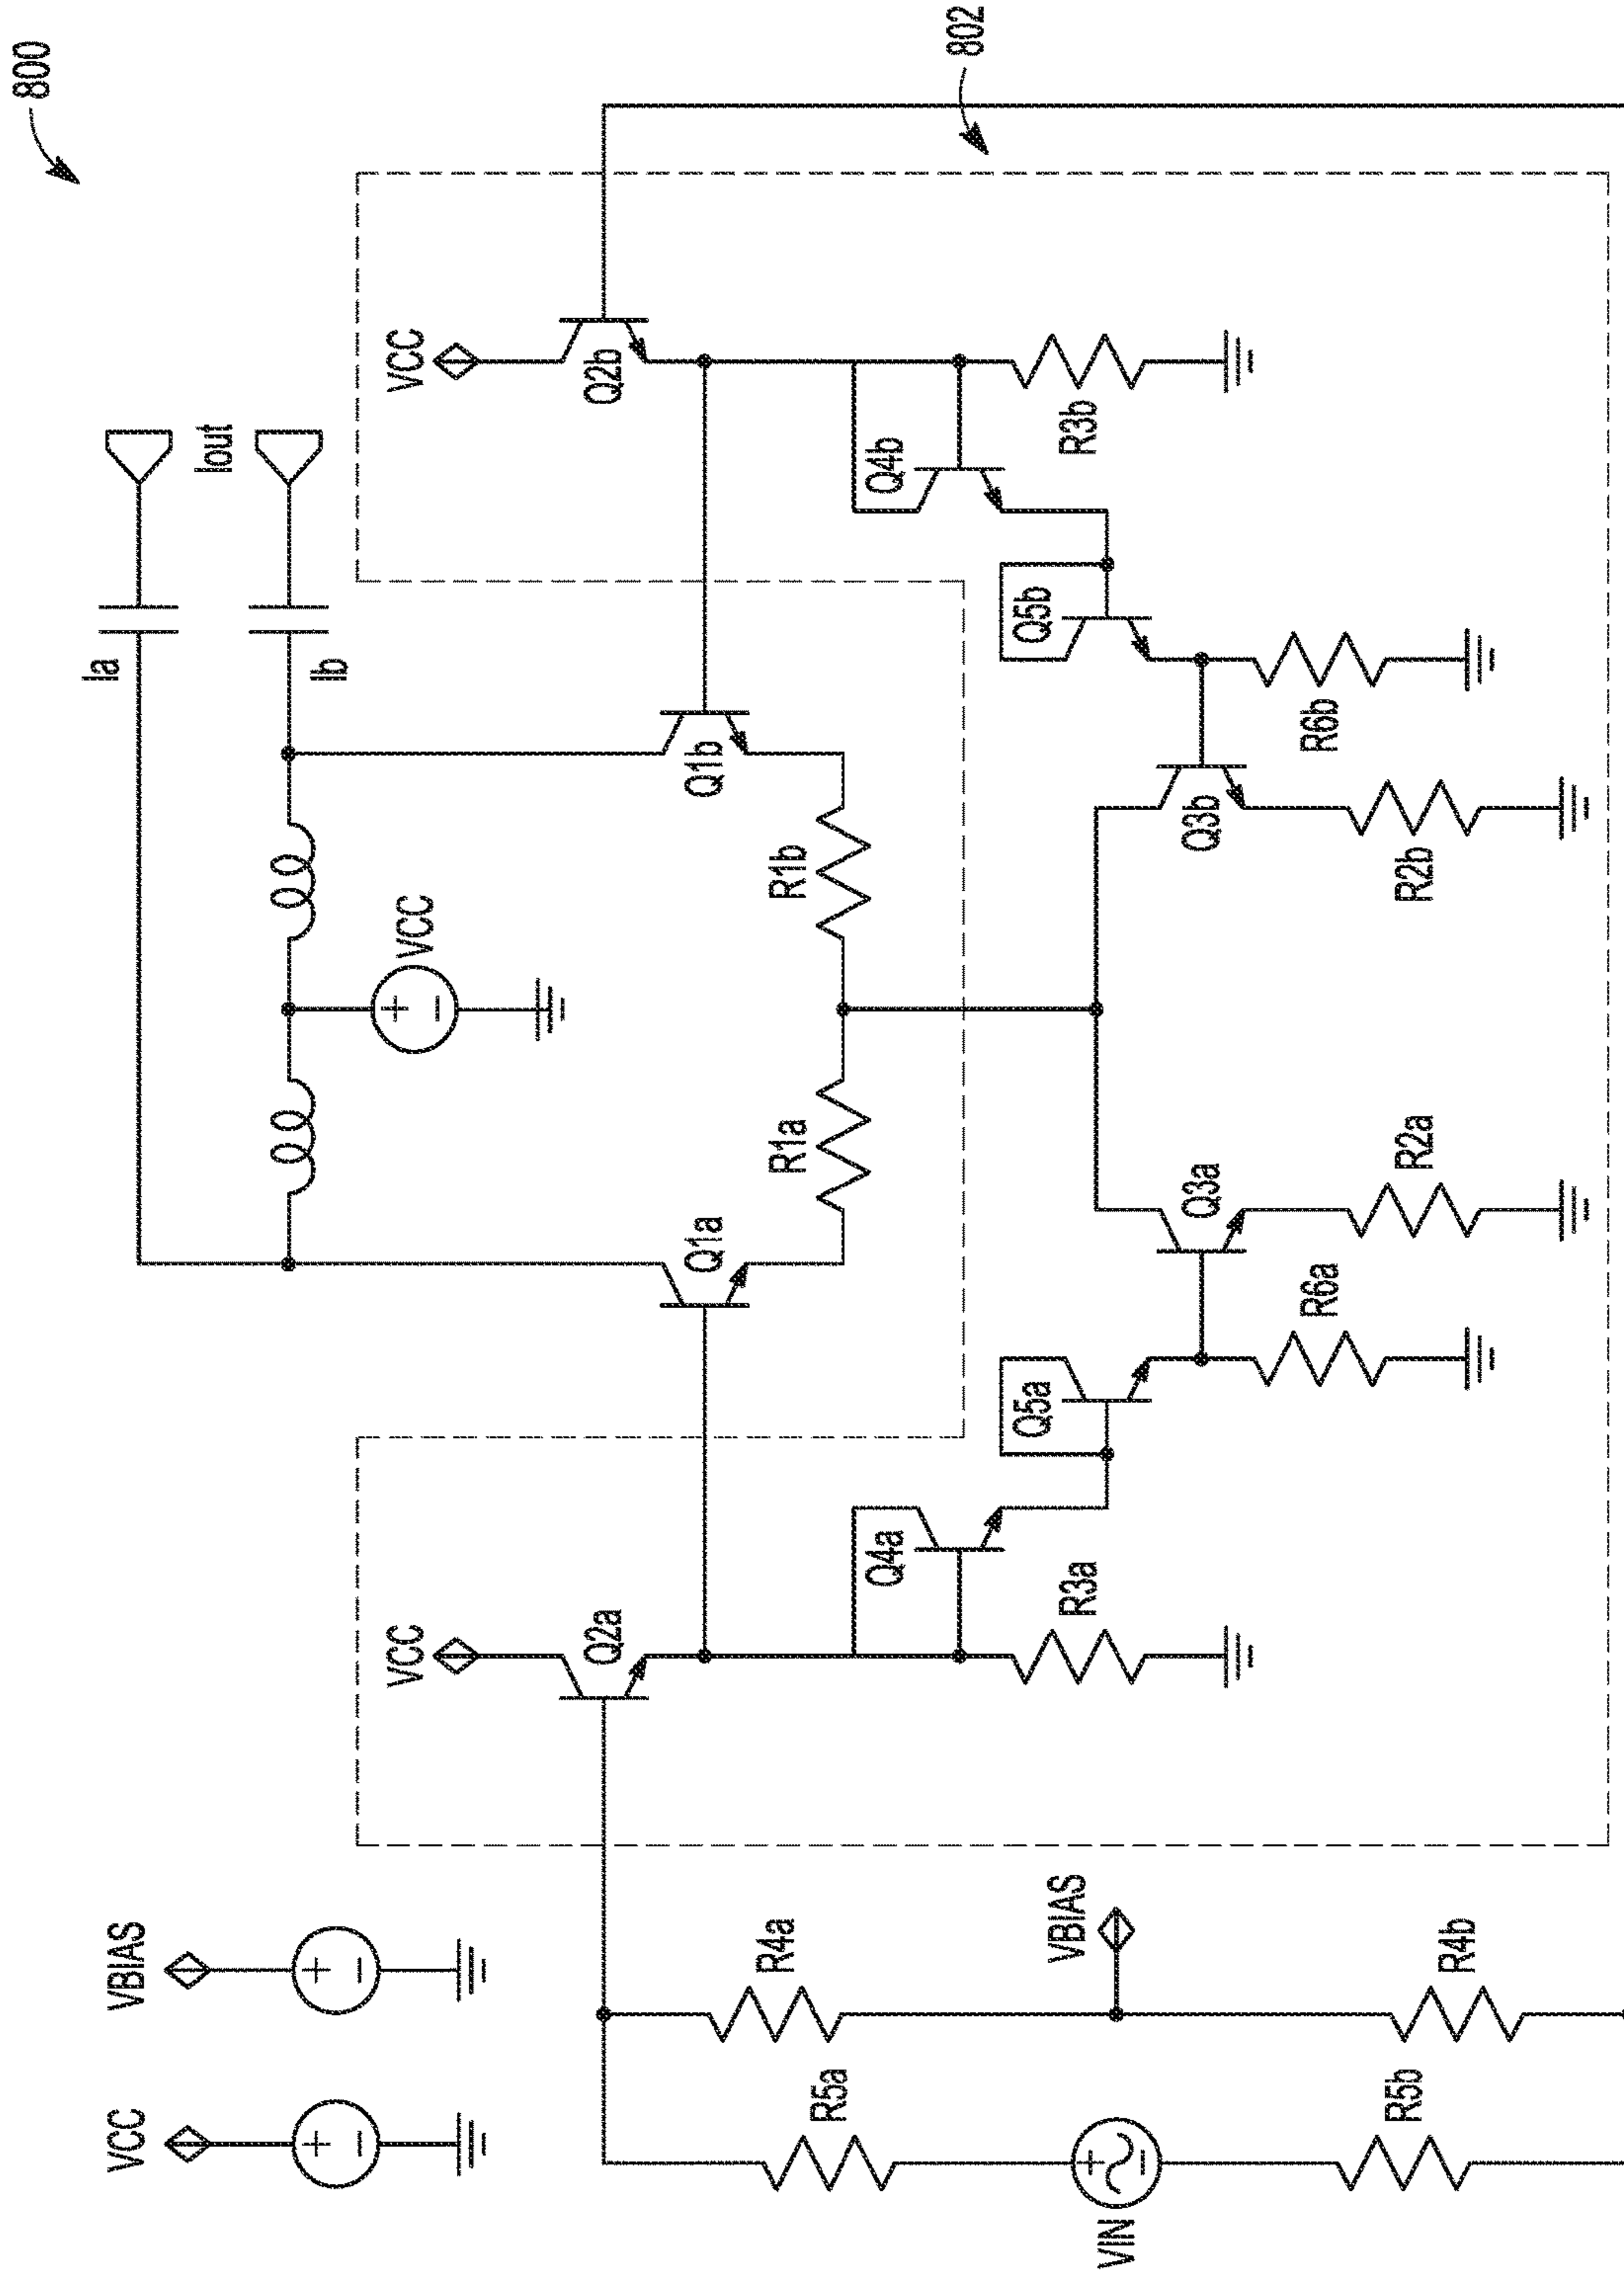 800
802
Ia
Iout
Ib
VCC
VCC
VCC
VCC
VBIAS
Q2a
Q1a
Q1b
Q2b
R1a
R1b
Q4a
Q4b
R3a
R3b
Q5a
Q5b
Q3a
Q3b
R6a
R6b
R2a
R2b
R4a
R5a
VBIAS
VIN
R4b
R5b